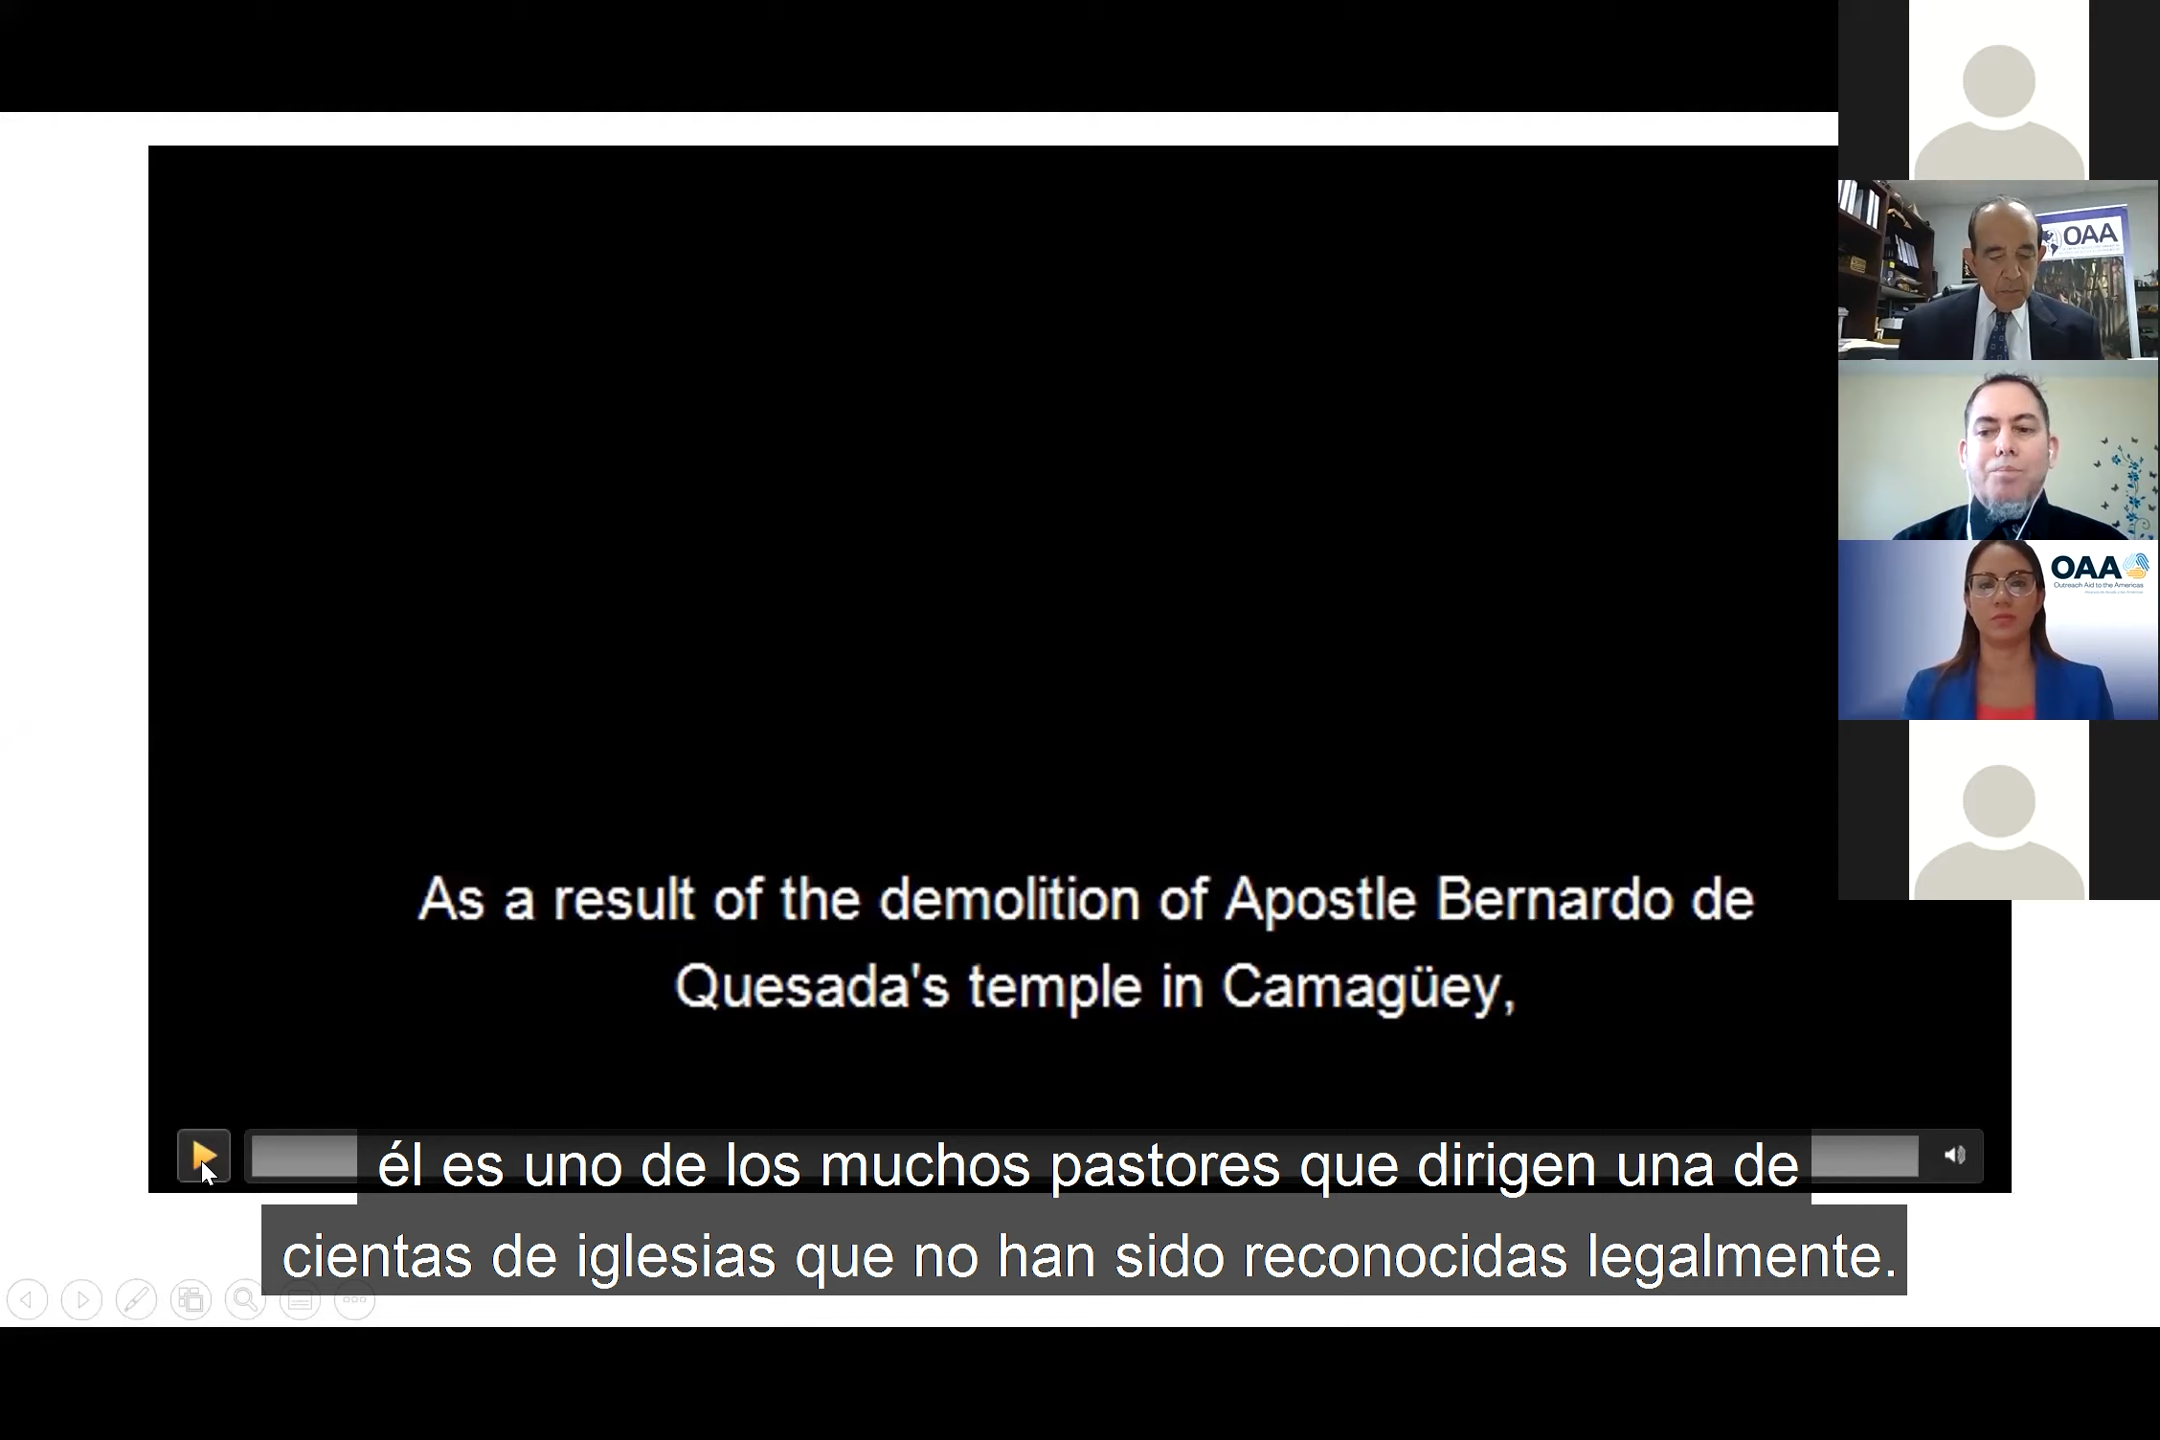 OAA
OAA
Outreach Aid to the Americas
As a result of the demolition of Apostle Bernardo de
Quesada's temple in Camagüey,
él es uno de los muchos pastores que dirigen una de
cientas de iglesias que no han sido reconocidas legalmente.